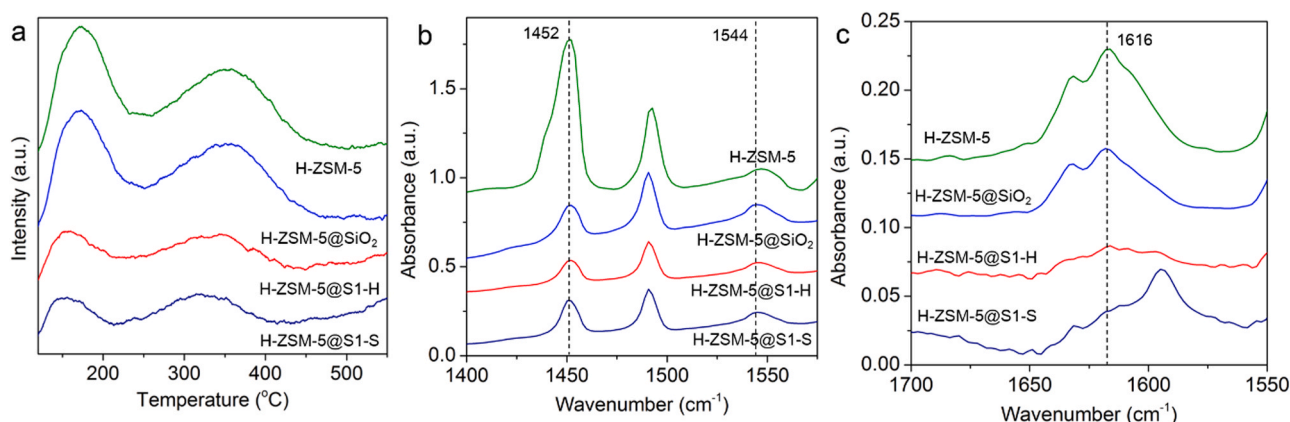 a
Intensity (a.u.)
H-ZSM-5
H-ZSM-5@SiO₂
H-ZSM-5@S1-H
H-ZSM-5@S1-S
200 300 400 500
Temperature (°C)
b
1452
1544
Absorbance (a.u.)
1.5
1.0
0.5
0.0
H-ZSM-5
H-ZSM-5@SiO₂
H-ZSM-5@S1-H
H-ZSM-5@S1-S
1400 1450 1500 1550
Wavenumber (cm⁻¹)
c
1616
Absorbance (a.u.)
0.25
0.20
0.15
0.10
0.05
0.00
H-ZSM-5
H-ZSM-5@SiO₂
H-ZSM-5@S1-H
H-ZSM-5@S1-S
1700 1650 1600 1550
Wavenumber (cm⁻¹)